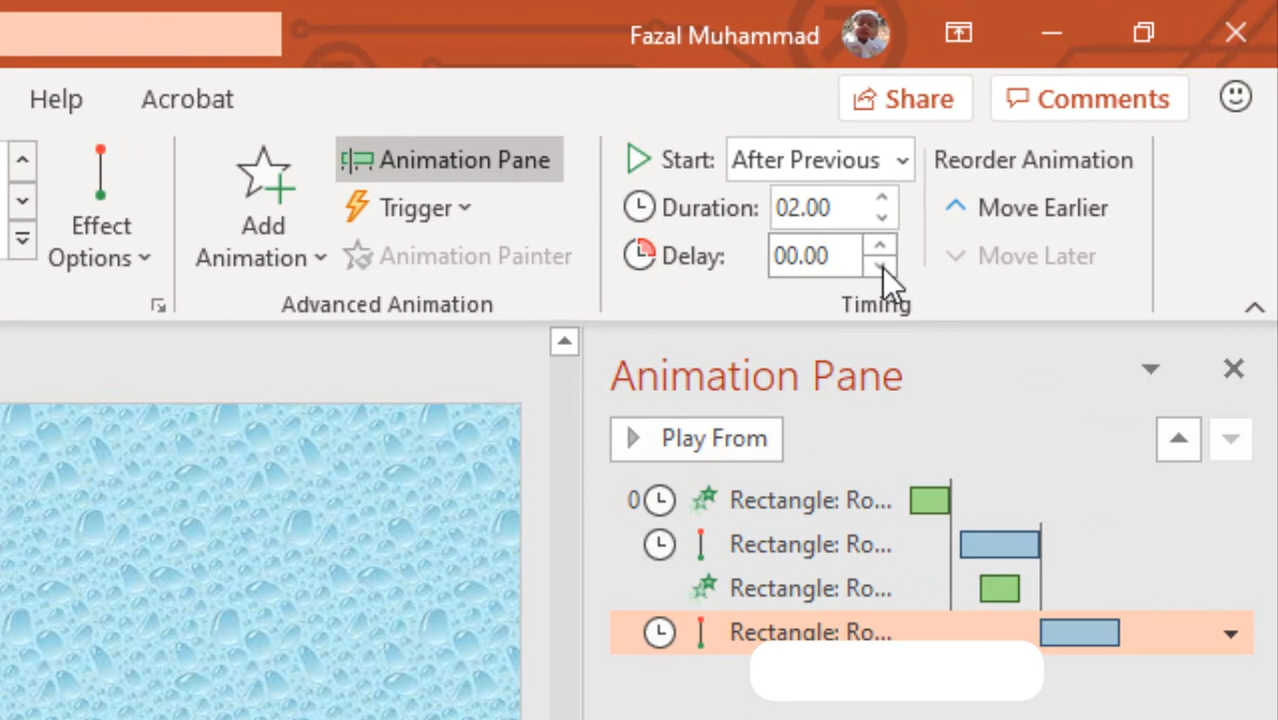 Fazal Muhammad
Help Acrobat Share Comments
Effect Options
Add Animation
Animation Pane
Trigger
Animation Painter
Advanced Animation
Start: After Previous
Duration: 02.00
Delay: 00.00
Reorder Animation
Move Earlier
Move Later
Timing
Animation Pane
Play From
0 Rectangle: Ro...
Rectangle: Ro...
Rectangle: Ro...
Rectangle: Ro...